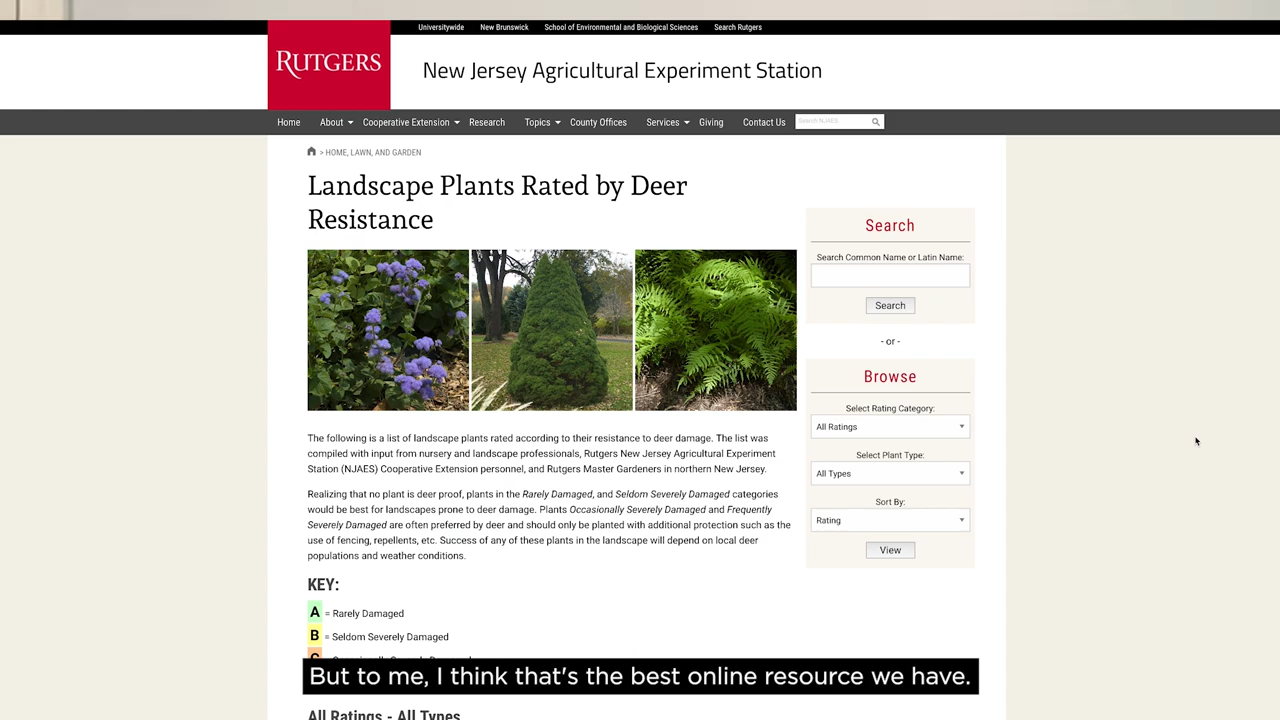 Universitywide New Brunswick School of Environmental and Biological Sciences Search Rutgers
RUTGERS
New Jersey Agricultural Experiment Station
Home About Cooperative Extension Research Topics County Offices Services Giving Contact Us Search NJAES
> HOME, LAWN, AND GARDEN
Landscape Plants Rated by Deer
Resistance
The following is a list of landscape plants rated according to their resistance to deer damage. The list was
compiled with input from nursery and landscape professionals, Rutgers New Jersey Agricultural Experiment
Station (NJAES) Cooperative Extension personnel, and Rutgers Master Gardeners in northern New Jersey.
Realizing that no plant is deer proof, plants in the Rarely Damaged, and Seldom Severely Damaged categories
would be best for landscapes prone to deer damage. Plants Occasionally Severely Damaged and Frequently
Severely Damaged are often preferred by deer and should only be planted with additional protection such as the
use of fencing, repellents, etc. Success of any of these plants in the landscape will depend on local deer
populations and weather conditions.
KEY:
A = Rarely Damaged
B = Seldom Severely Damaged
C
All Ratings - All Types
Search
Search Common Name or Latin Name:
Search
- or -
Browse
Select Rating Category:
All Ratings
Select Plant Type:
All Types
Sort By:
Rating
View
But to me, I think that's the best online resource we have.